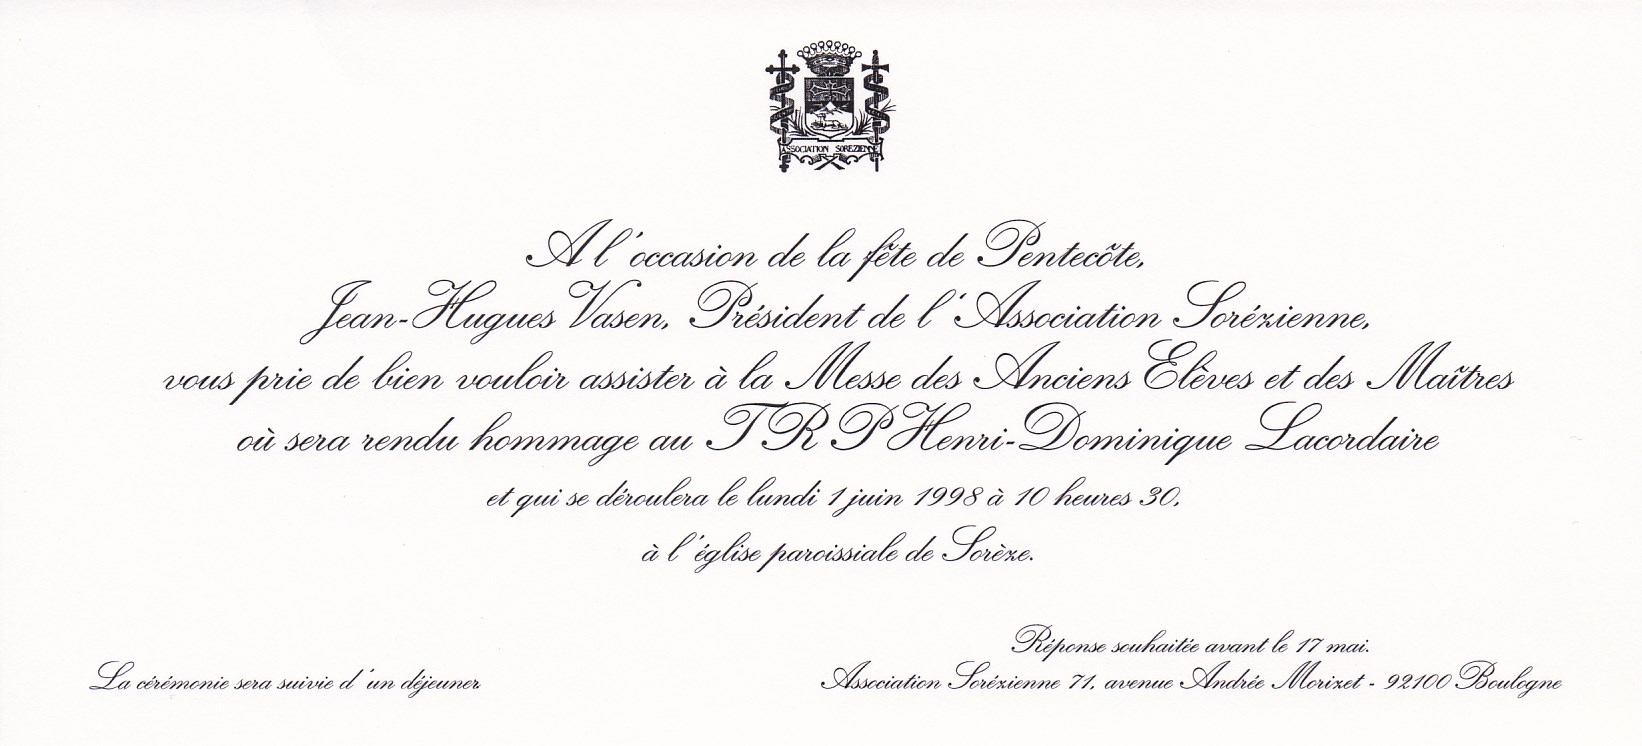 ASSOCIATION SOREZIENNE
A l'occasion de la fête de Pentecôte,
Jean-Hugues Vasen, Président de l'Association Sorézienne,
vous prie de bien vouloir assister à la Messe des Anciens Elèves et des Maîtres
où sera rendu hommage au T R P Henri-Dominique Lacordaire
et qui se déroulera le lundi 1 juin 1998 à 10 heures 30,
à l'église paroissiale de Sorèze.
La cérémonie sera suivie d'un déjeuner
Réponse souhaitée avant le 17 mai.
Association Sorézienne 71, avenue Andrée Morizet - 92100 Boulogne